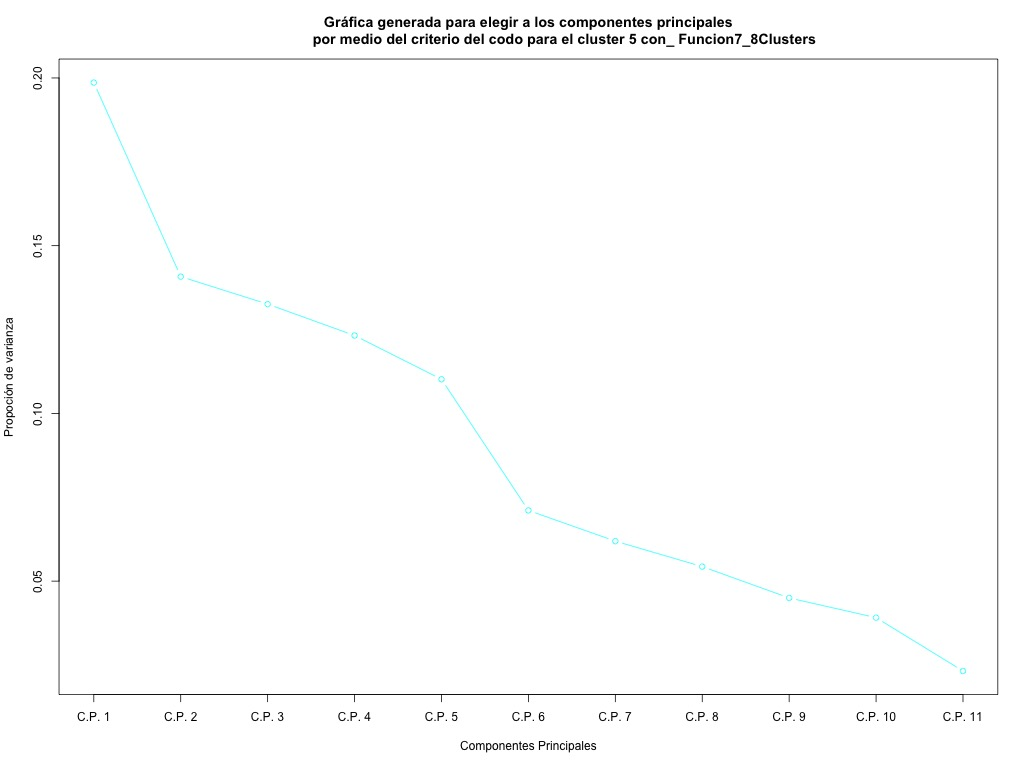 Gráfica generada para elegir a los componentes principales
por medio del criterio del codo para el cluster 5 con_ Funcion7_8Clusters
Propoción de varianza
0.20
0.15
0.10
0.05
C.P. 1 C.P. 2 C.P. 3 C.P. 4 C.P. 5 C.P. 6 C.P. 7 C.P. 8 C.P. 9 C.P. 10 C.P. 11
Componentes Principales